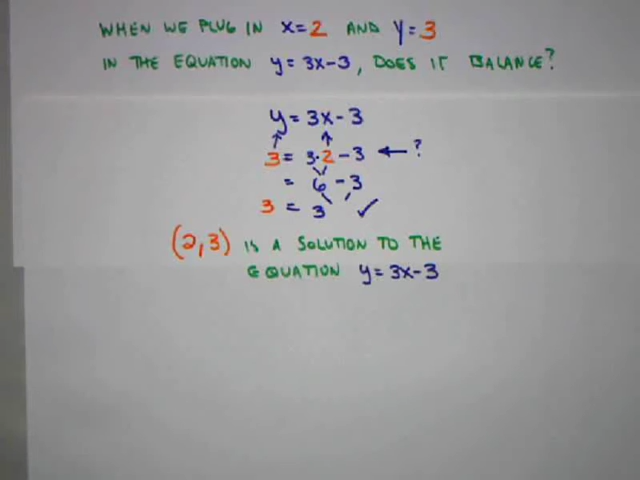 WHEN WE PLUG IN x=2 AND y=3
IN THE EQUATION y=3x-3, DOES IT BALANCE?
y=3x-3
3=3·2-3 ← ?
=6-3
3=3 ✓
(2,3) IS A SOLUTION TO THE
EQUATION y=3x-3